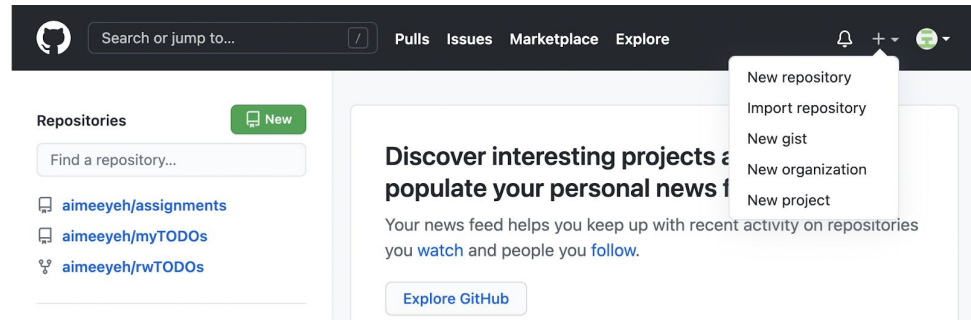 Search or jump to...
/
Pulls
Issues
Marketplace
Explore
New repository
Import repository
New gist
New organization
New project
Repositories
New
Find a repository...
aimeeyeh/assignments
aimeeyeh/myTODOs
aimeeyeh/rwTODOs
Discover interesting projects
populate your personal news
Your news feed helps you keep up with recent activity on repositories
you watch and people you follow.
Explore GitHub